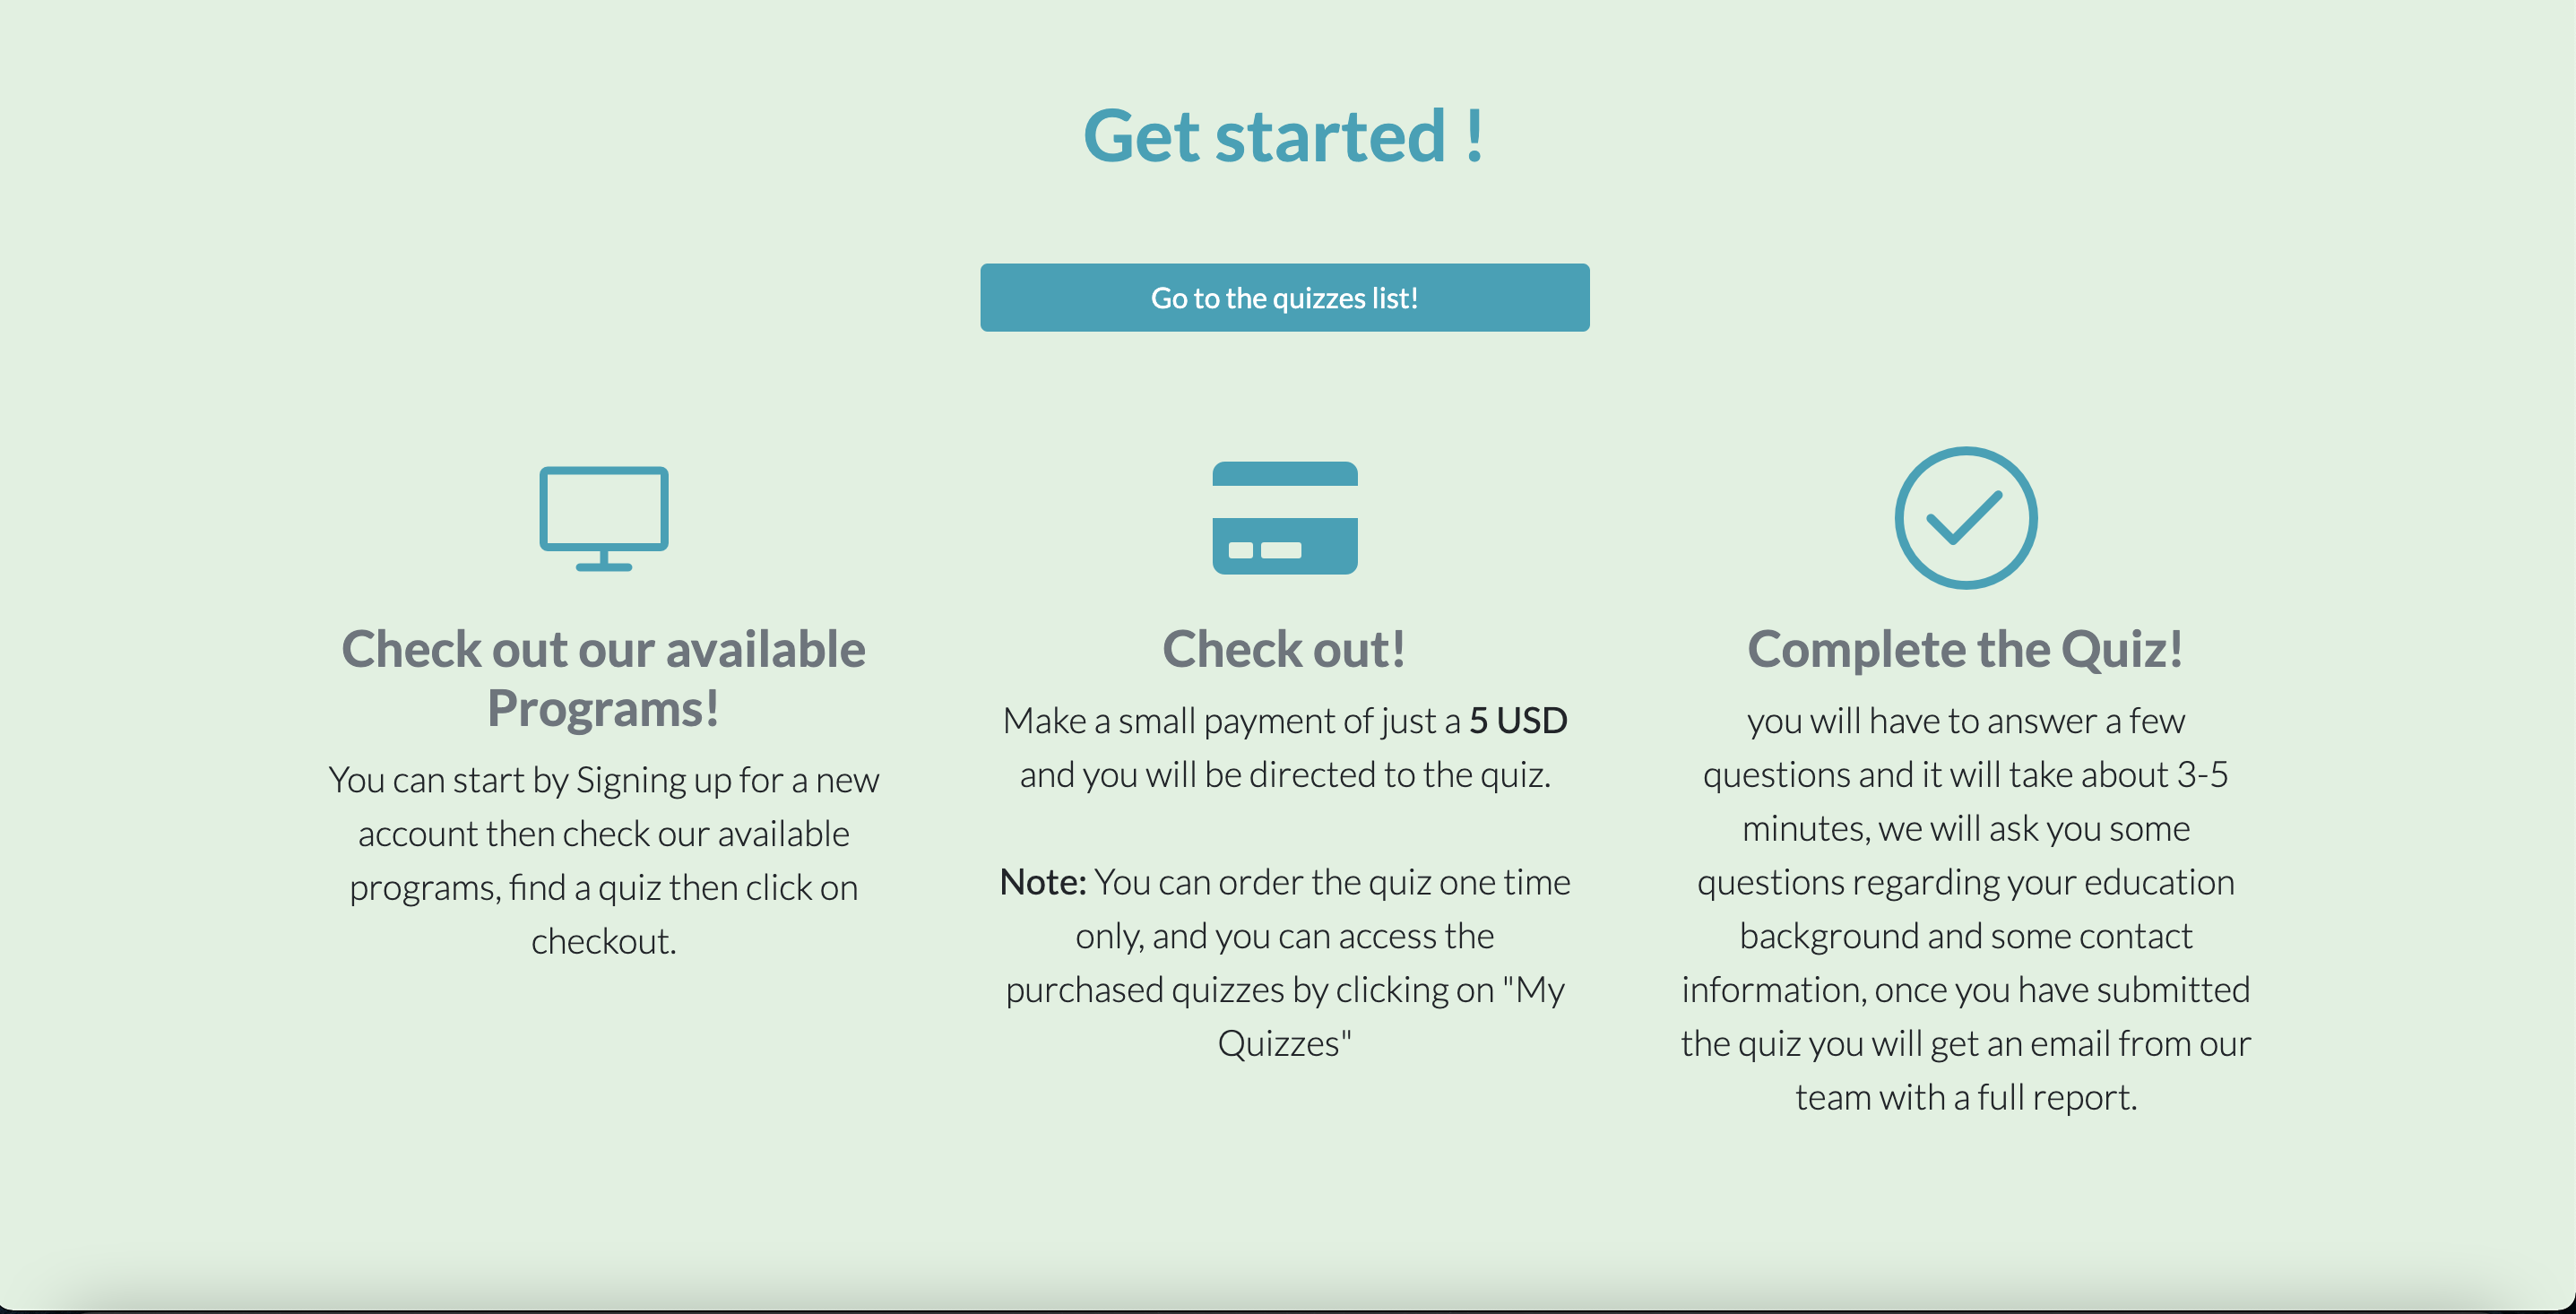 Get started !
Go to the quizzes list!
Check out our available
Programs!
You can start by Signing up for a new
account then check our available
programs, find a quiz then click on
checkout.
Check out!
Make a small payment of just a 5 USD
and you will be directed to the quiz.
Note: You can order the quiz one time
only, and you can access the
purchased quizzes by clicking on "My
Quizzes"
Complete the Quiz!
you will have to answer a few
questions and it will take about 3-5
minutes, we will ask you some
questions regarding your education
background and some contact
information, once you have submitted
the quiz you will get an email from our
team with a full report.